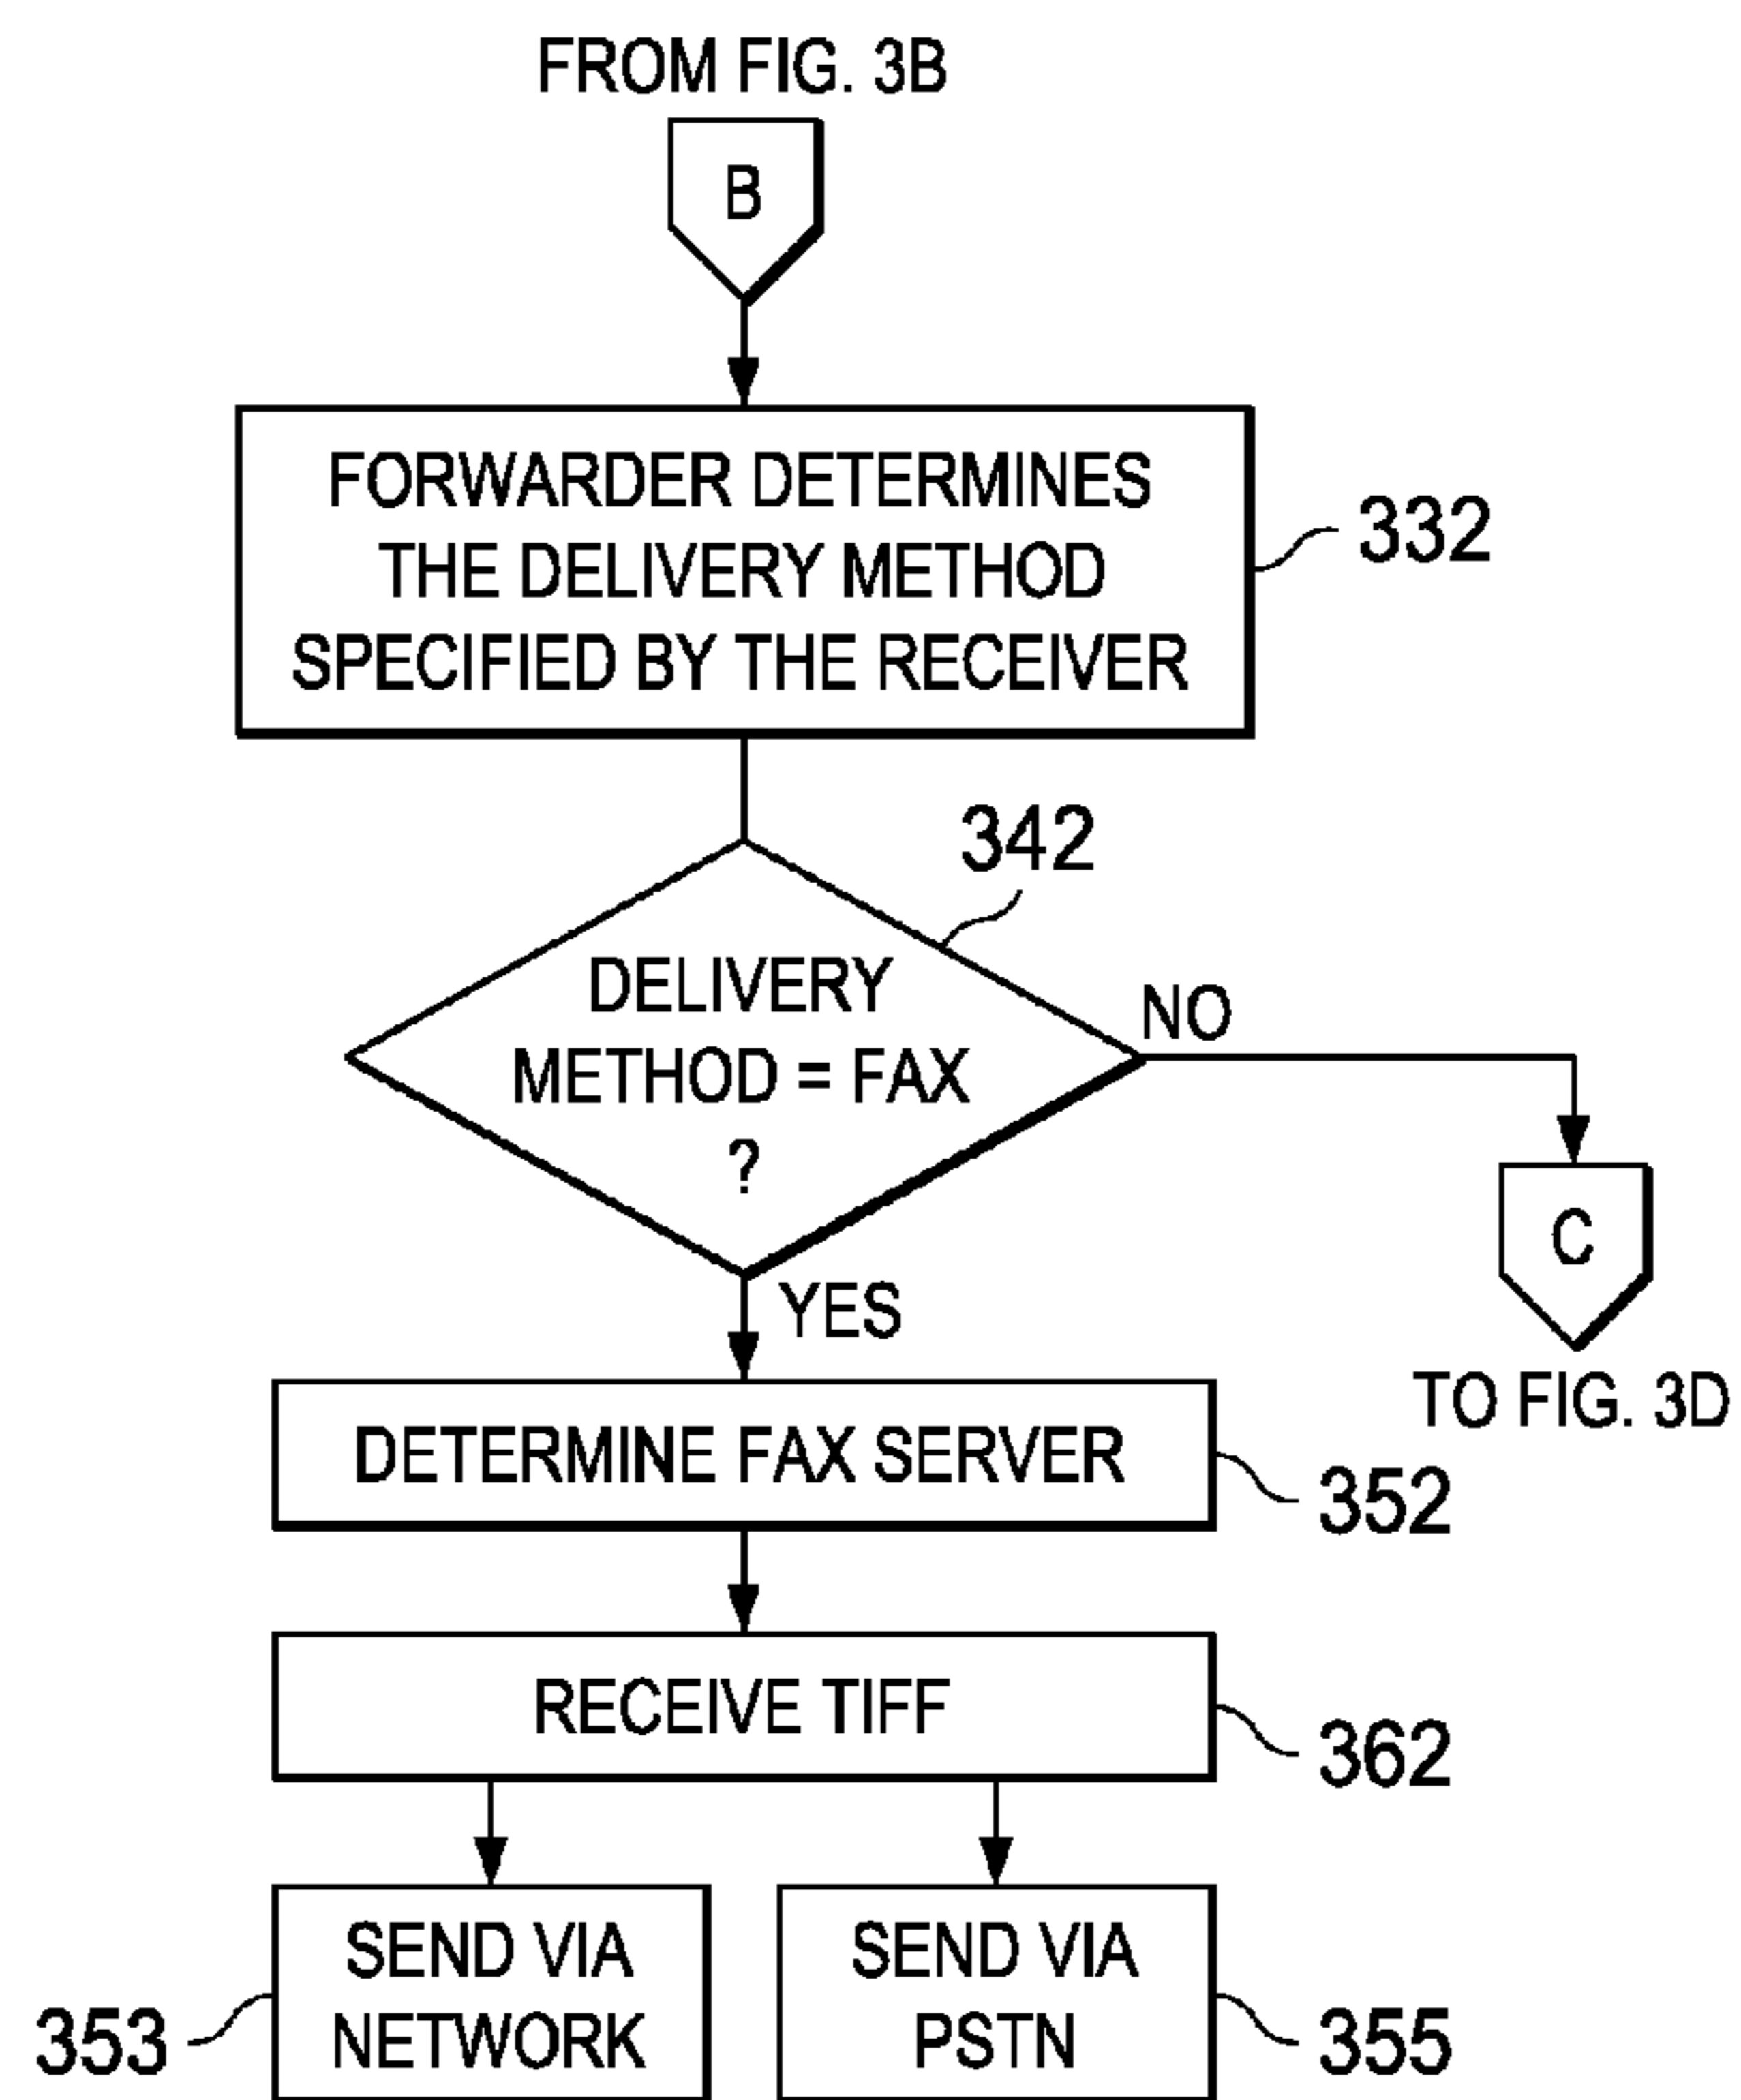 FROM FIG. 3B
B
FORWARDER DETERMINES
THE DELIVERY METHOD
SPECIFIED BY THE RECEIVER
332
342
DELIVERY
METHOD = FAX
?
NO
C
TO FIG. 3D
YES
DETERMINE FAX SERVER
352
RECEIVE TIFF
362
SEND VIA
NETWORK
353
SEND VIA
PSTN
355